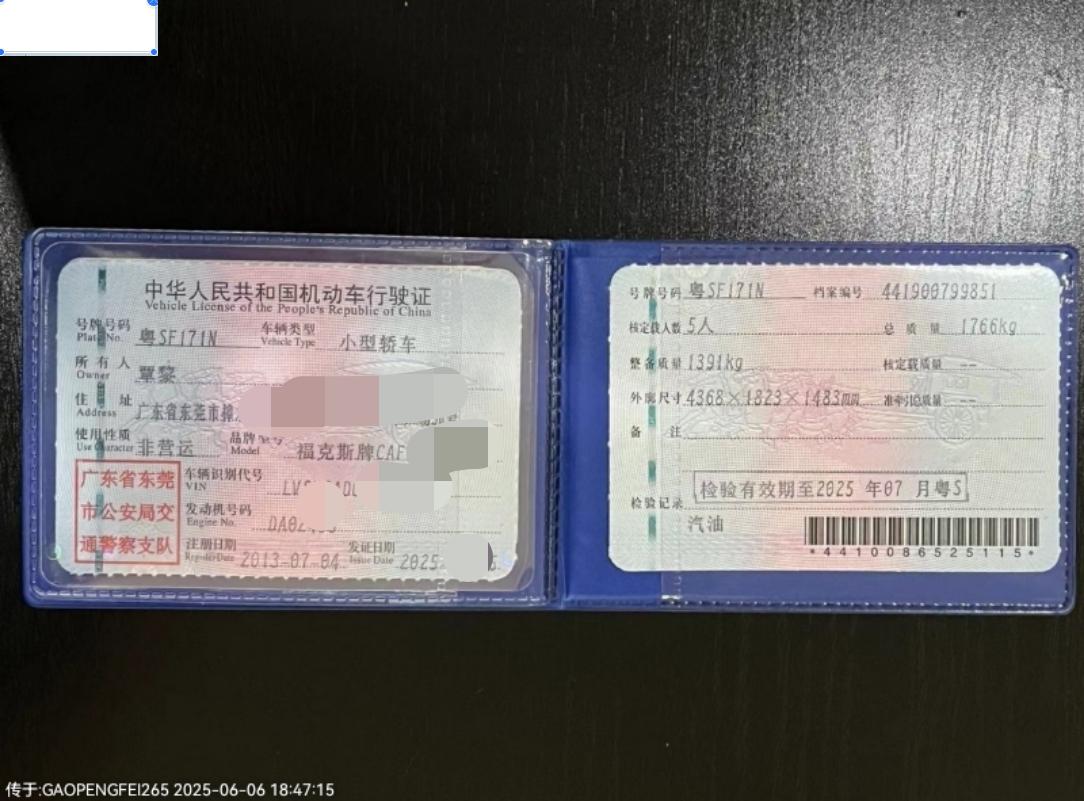 中华人民共和国机动车行驶证
Vehicle License of the People's Republic of China
号牌号码 粤SF171N 车辆类型 小型轿车
Plate No. Vehicle Type
所有人 覃黎
Owner
住址 广东省东莞市
Address
使用性质 非营运 品牌型号 福克斯牌CAF
Use Character Model
广东省东莞
市公安局交
通警察支队
车辆识别代号
VIN
发动机号码
Engine No.
注册日期 2013-07-04 发证日期 2025
Register Date Issue Date
号牌号码 粤SF171N 档案编号 441900799851
核定载人数 5人 总质量 1766kg
整备质量 1391kg 核定载质量 --
外廓尺寸 4368×1823×1483 准牵引总质量 --
备注
检验记录 检验有效期至2025 年07 月粤S
汽油
*4410086525115*
传于:GAOPENGFEI265 2025-06-06 18:47:15